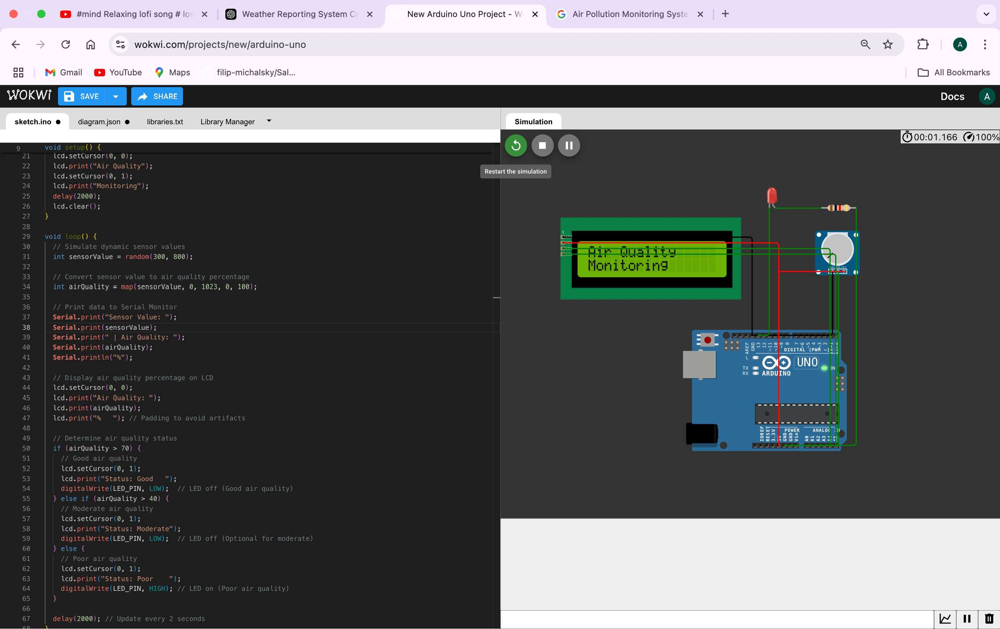 #mind Relaxing lofi song # lov
Weather Reporting System Co
New Arduino Uno Project - Wo
Air Pollution Monitoring Syste
wokwi.com/projects/new/arduino-uno
A
Gmail
YouTube
Maps
filip-michalsky/Sal...
All Bookmarks
WOKWI
SAVE
SHARE
Docs
A
sketch.ino
diagram.json
libraries.txt
Library Manager
9 void setup() {
21 lcd.setCursor(0, 0);
22 lcd.print("Air Quality");
23 lcd.setCursor(0, 1);
24 lcd.print("Monitoring");
25 delay(2000);
26 lcd.clear();
27 }
28
29 void loop() {
30 // Simulate dynamic sensor values
31 int sensorValue = random(300, 800);
32
33 // Convert sensor value to air quality percentage
34 int airQuality = map(sensorValue, 0, 1023, 0, 100);
35
36 // Print data to Serial Monitor
37 Serial.print("Sensor Value: ");
38 Serial.print(sensorValue);
39 Serial.print(" | Air Quality: ");
40 Serial.print(airQuality);
41 Serial.println("%");
42
43 // Display air quality percentage on LCD
44 lcd.setCursor(0, 0);
45 lcd.print("Air Quality: ");
46 lcd.print(airQuality);
47 lcd.print("%   "); // Padding to avoid artifacts
48
49 // Determine air quality status
50 if (airQuality > 70) {
51 // Good air quality
52 lcd.setCursor(0, 1);
53 lcd.print("Status: Good   ");
54 digitalWrite(LED_PIN, LOW);  // LED off (Good air quality)
55 } else if (airQuality > 40) {
56 // Moderate air quality
57 lcd.setCursor(0, 1);
58 lcd.print("Status: Moderate");
59 digitalWrite(LED_PIN, LOW);  // LED off (Optional for moderate)
60 } else {
61 // Poor air quality
62 lcd.setCursor(0, 1);
63 lcd.print("Status: Poor    ");
64 digitalWrite(LED_PIN, HIGH); // LED on (Poor air quality)
65 }
66
67 delay(2000); // Update every 2 seconds
68 }
Simulation
00:01.166 100%
Restart the simulation
1
Air Quality
Monitoring
AREF
GND
13
12
~11
~10
~9
8
7
~6
~5
4
~3
2
DIGITAL (PWM ~)
L
TX
RX
UNO
ON
ARDUINO
IOREF
RESET
3.3V
GND
GND
Vin
POWER
ANALOG IN
A0
A1
A2
A3